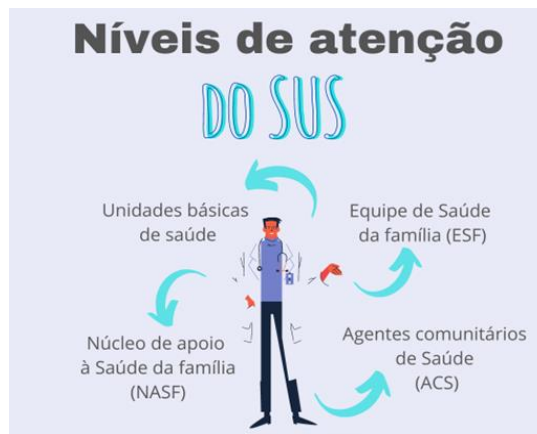 Níveis de atenção
DO SUS
Unidades básicas
de saúde
Equipe de Saúde
da família (ESF)
Núcleo de apoio
à Saúde da família
(NASF)
Agentes comunitários
de Saúde
(ACS)